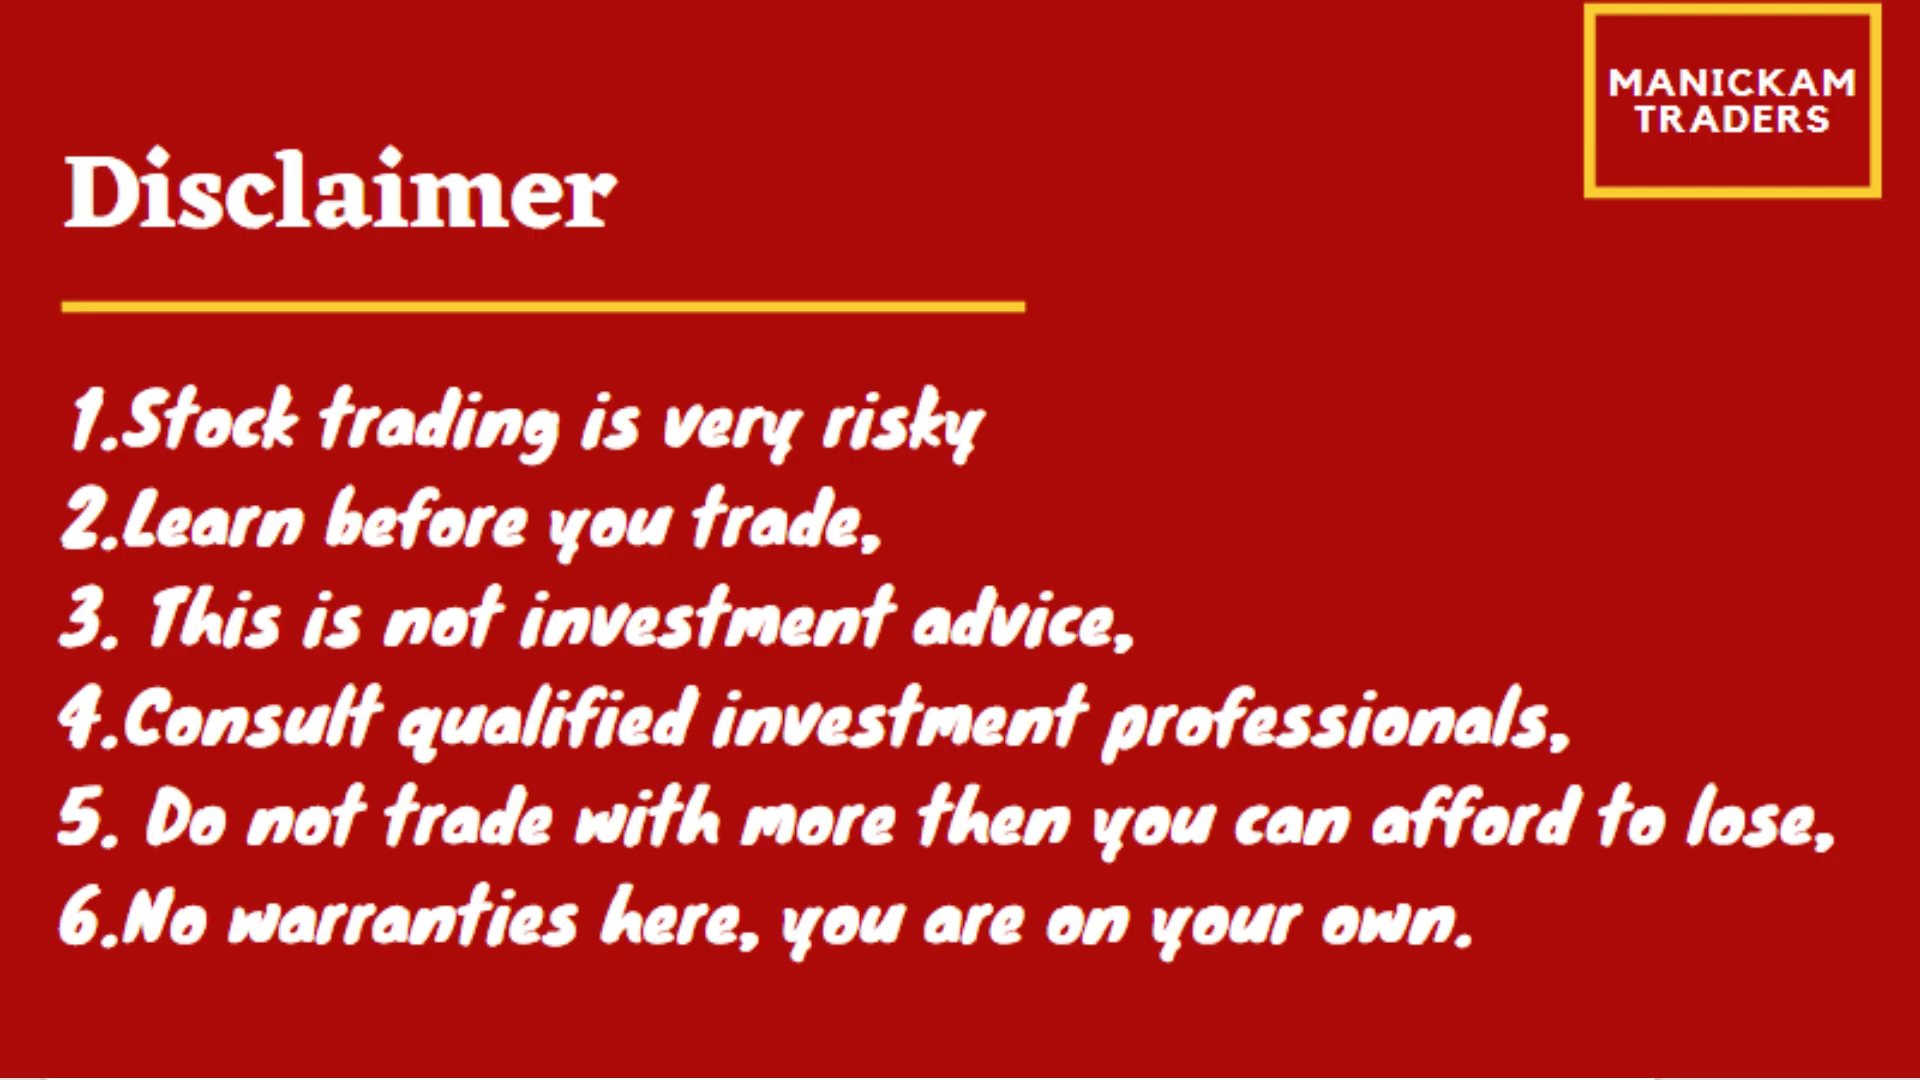 MANICKAM
TRADERS
Disclaimer
1.Stock trading is very risky
2.Learn before you trade,
3. This is not investment advice,
4.Consult qualified investment professionals,
5. Do not trade with more then you can afford to lose,
6.No warranties here, you are on your own.